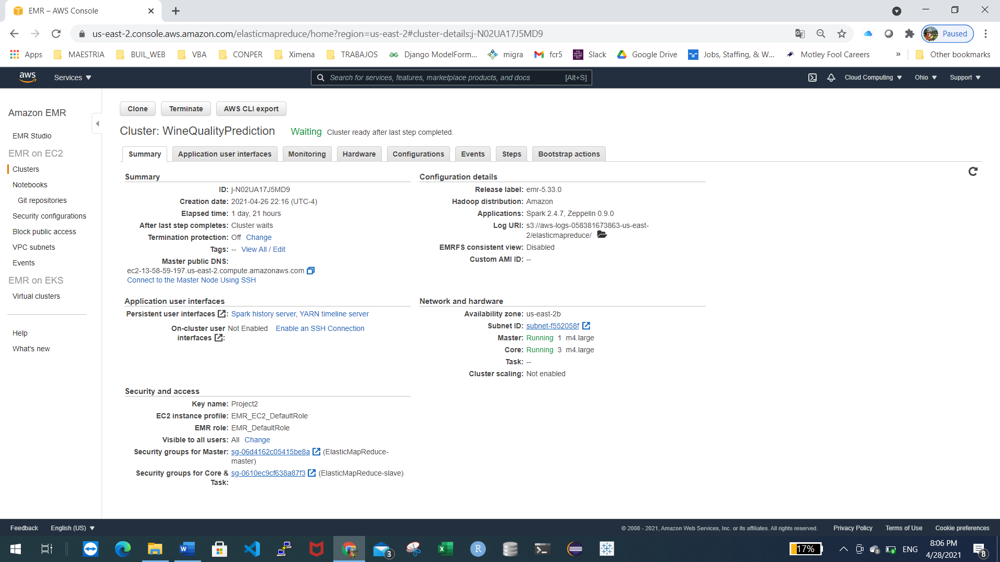 EMR – AWS Console
us-east-2.console.aws.amazon.com/elasticmapreduce/home?region=us-east-2#cluster-details:j-N02UA17J5MD9
Paused
Apps MAESTRIA BUIL_WEB VBA CONPER Ximena TRABAJOS Django ModelForm... migra fcr5 Slack Google Drive Jobs, Staffing, & W... Motley Fool Careers » Other bookmarks
aws Services Search for services, features, marketplace products, and docs [Alt+S] Cloud Computing Ohio Support
Amazon EMR
EMR Studio
EMR on EC2
Clusters
Notebooks
Git repositories
Security configurations
Block public access
VPC subnets
Events
EMR on EKS
Virtual clusters
Help
What's new
Clone Terminate AWS CLI export
Cluster: WineQualityPrediction Waiting Cluster ready after last step completed.
Summary Application user interfaces Monitoring Hardware Configurations Events Steps Bootstrap actions
Summary
ID: j-N02UA17J5MD9
Creation date: 2021-04-26 22:16 (UTC-4)
Elapsed time: 1 day, 21 hours
After last step completes: Cluster waits
Termination protection: Off Change
Tags: -- View All / Edit
Master public DNS:
ec2-13-58-59-197.us-east-2.compute.amazonaws.com
Connect to the Master Node Using SSH
Configuration details
Release label: emr-5.33.0
Hadoop distribution: Amazon
Applications: Spark 2.4.7, Zeppelin 0.9.0
Log URI: s3://aws-logs-058381673863-us-east-
2/elasticmapreduce/
EMRFS consistent view: Disabled
Custom AMI ID: --
Application user interfaces
Persistent user interfaces : Spark history server, YARN timeline server
On-cluster user Not Enabled Enable an SSH Connection
interfaces :
Network and hardware
Availability zone: us-east-2b
Subnet ID: subnet-f552058f
Master: Running 1 m4.large
Core: Running 3 m4.large
Task: --
Cluster scaling: Not enabled
Security and access
Key name: Project2
EC2 instance profile: EMR_EC2_DefaultRole
EMR role: EMR_DefaultRole
Visible to all users: All Change
Security groups for Master: sg-06d4162c05415be8a (ElasticMapReduce-
master)
Security groups for Core & sg-0610ec9cf638a87f3 (ElasticMapReduce-slave)
Task:
Feedback English (US) © 2008 - 2021, Amazon Web Services, Inc. or its affiliates. All rights reserved. Privacy Policy Terms of Use Cookie preferences
W 3 R 17% ENG 8:06 PM
4/28/2021 8